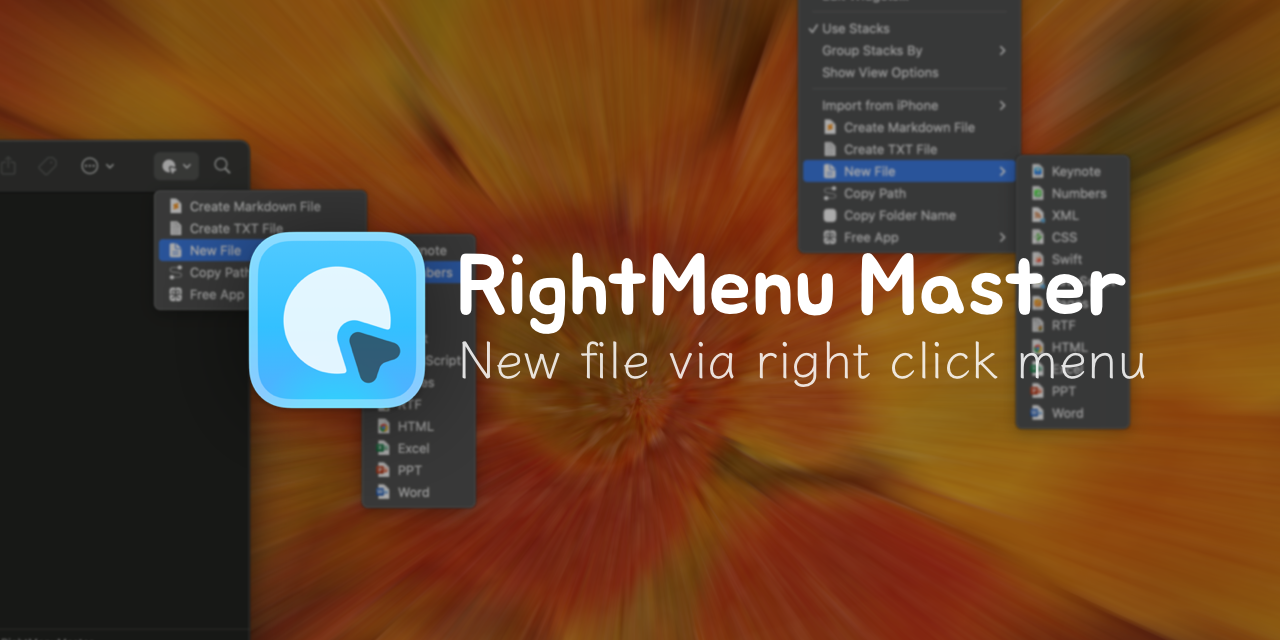 Use Stacks
Group Stacks By
Show View Options
Import from iPhone
Create Markdown File
Create TXT File
New File
Copy Path
Copy Folder Name
Free App
Keynote
Numbers
XML
CSS
Swift
RTF
HTML
PPT
Word
Create Markdown File
Create TXT File
New File
Copy Path
Free App
RTF
HTML
Excel
PPT
Word
RightMenu Master
New file via right click menu